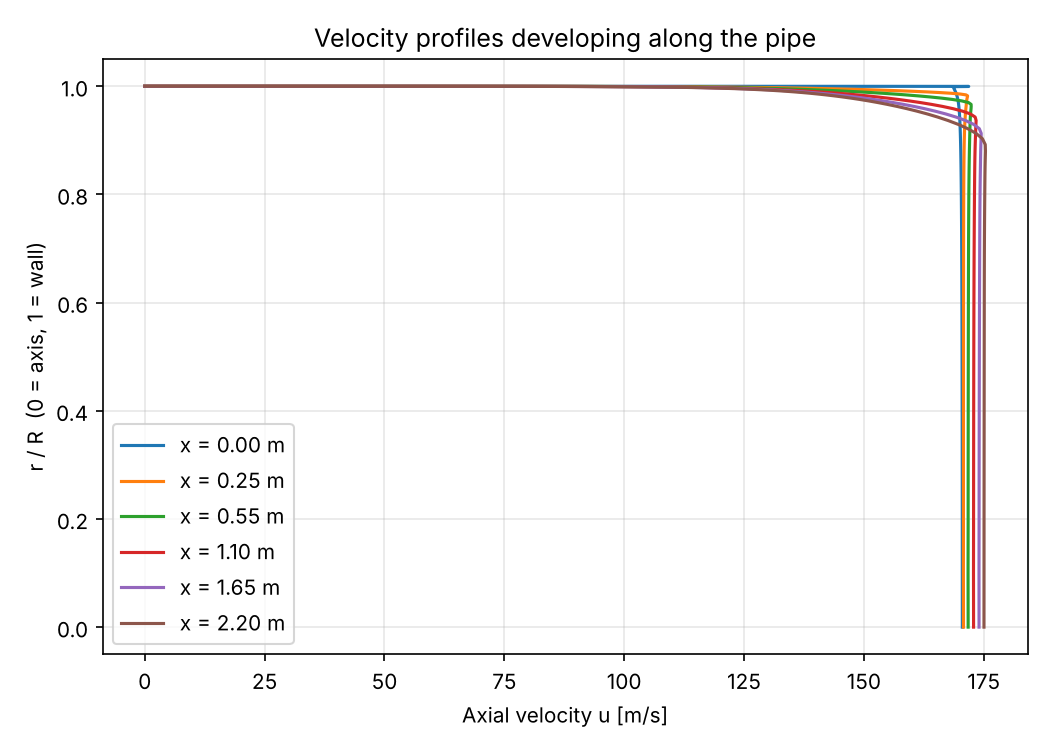 Velocity profiles developing along the pipe
r / R  (0 = axis, 1 = wall)
1.0
0.8
0.6
0.4
0.2
0.0
x = 0.00 m
x = 0.25 m
x = 0.55 m
x = 1.10 m
x = 1.65 m
x = 2.20 m
0 25 50 75 100 125 150 175
Axial velocity u [m/s]